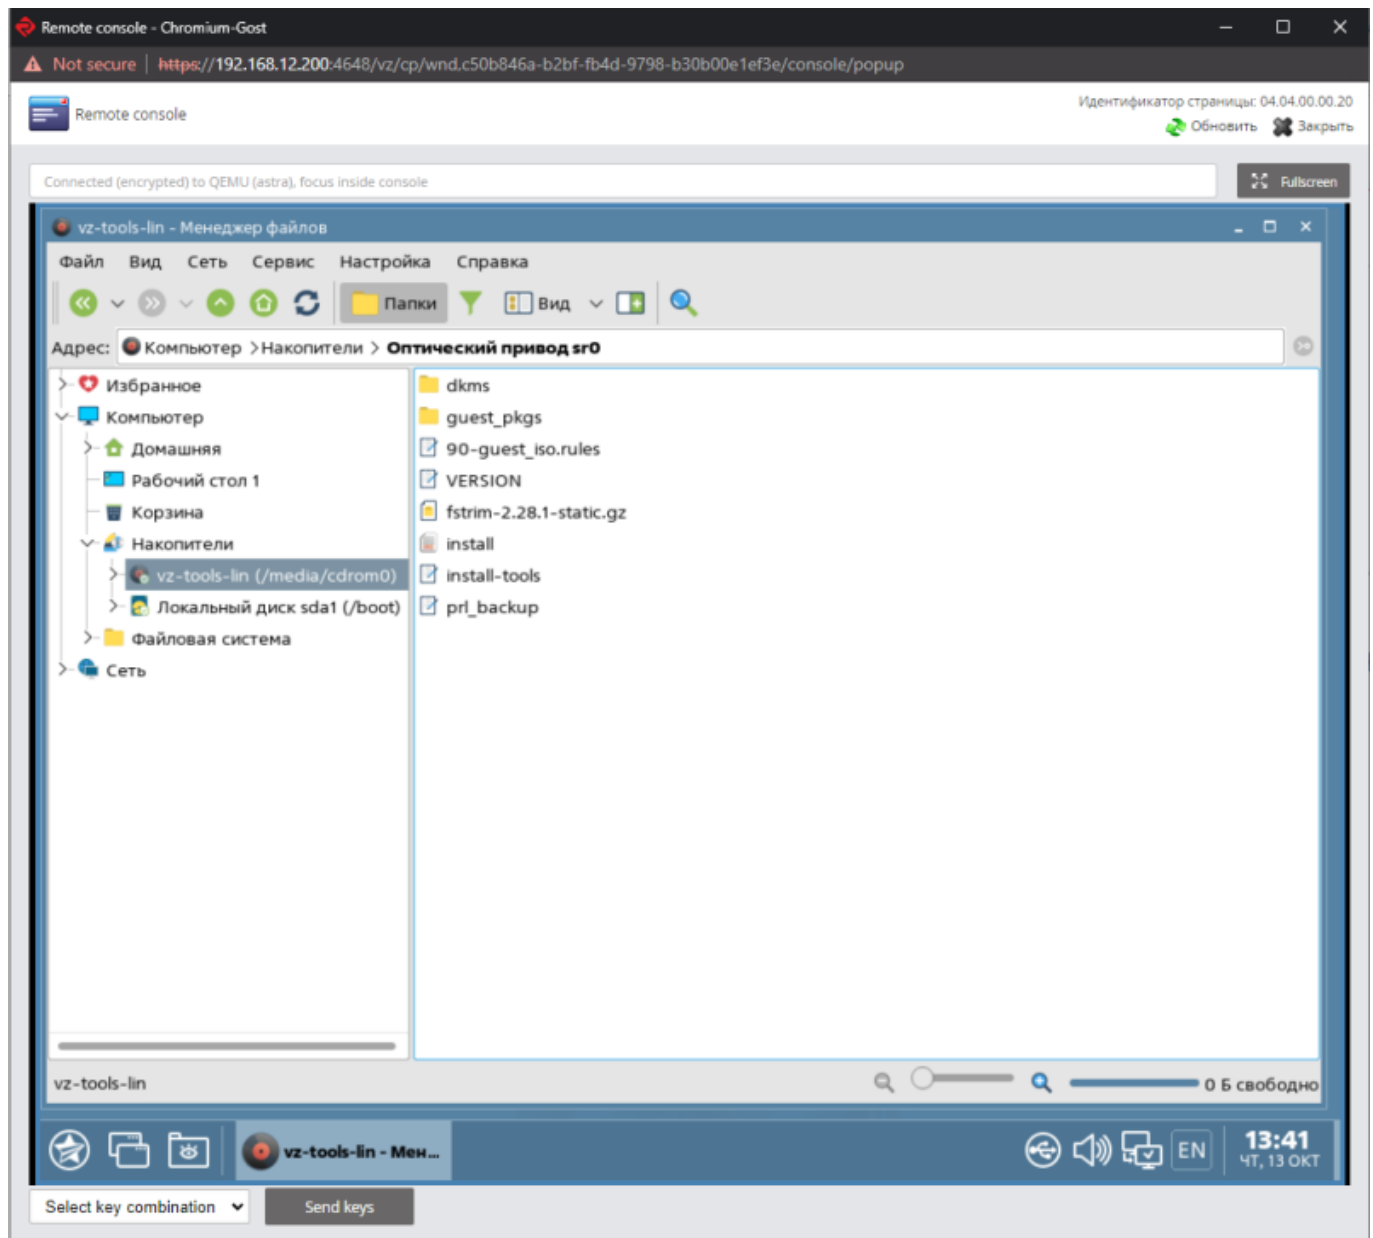 Remote console - Chromium-Gost
Not secure | https://192.168.12.200:4648/vz/cp/wnd,c50b846a-b2bf-fb4d-9798-b30b00e1ef3e/console/popup
Remote console
Идентификатор страницы: 04.04.00.00.20
Обновить Закрыть
Connected (encrypted) to QEMU (astra), focus inside console
Fullscreen
vz-tools-lin - Менеджер файлов
Файл Вид Сеть Сервис Настройка Справка
Папки Вид
Адрес: Компьютер > Накопители > Оптический привод sr0
Избранное
Компьютер
Домашняя
Рабочий стол 1
Корзина
Накопители
vz-tools-lin (/media/cdrom0)
Локальный диск sda1 (/boot)
Файловая система
Сеть
dkms
guest_pkgs
90-guest_iso.rules
VERSION
fstrim-2.28.1-static.gz
install
install-tools
prl_backup
vz-tools-lin
0 Б свободно
vz-tools-lin - Мен...
EN
13:41
ЧТ, 13 ОКТ
Select key combination
Send keys